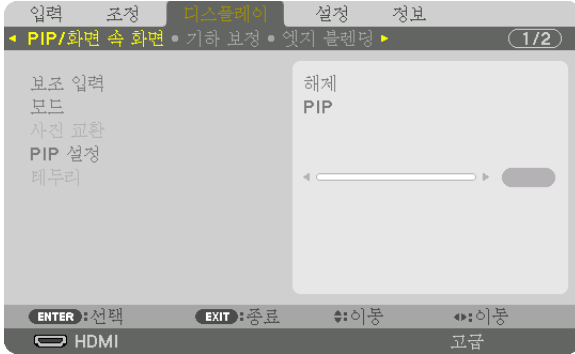 입력 조정 디스플레이 설정 정보
◀ PIP/화면 속 화면 ● 기하 보정 ● 엣지 블렌딩 ▶ 1/2
보조 입력 해제
모드 PIP
사진 교환
PIP 설정
테두리
ENTER :선택 EXIT :종료 :이동 :이동
HDMI 고급